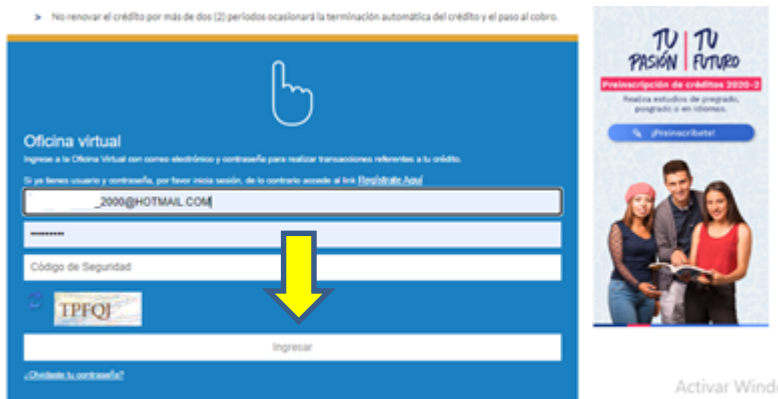 ➤ No renovar el crédito por más de dos (2) periodos ocasionará la terminación automática del crédito y el paso al cobro.
Oficina virtual
Ingrese a la Oficina Virtual con correo electrónico y contraseña para realizar transacciones referentes a tu crédito.
Si ya tienes usuario y contraseña, por favor inicia sesión, de lo contrario accede al link Regístrate Aquí
_2000@HOTMAIL.COM
•••••••••
Código de Seguridad
TPFQJ
Ingresar
¿Olvidaste tu contraseña?
TU PASIÓN | TU FUTURO
Preinscripción de créditos 2020-2
Realiza estudios de pregrado,
posgrado o en idiomas.
¡Preinscríbete!
Activar Windo